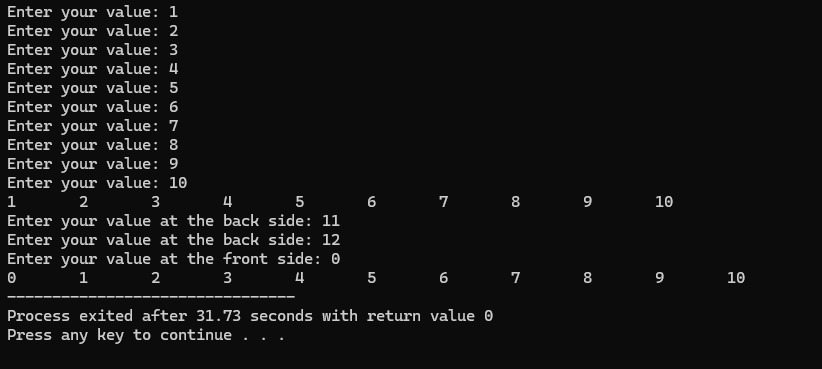 Enter your value: 1
Enter your value: 2
Enter your value: 3
Enter your value: 4
Enter your value: 5
Enter your value: 6
Enter your value: 7
Enter your value: 8
Enter your value: 9
Enter your value: 10
1       2       3       4       5       6       7       8       9       10
Enter your value at the back side: 11
Enter your value at the back side: 12
Enter your value at the front side: 0
0       1       2       3       4       5       6       7       8       9       10
--------------------------------
Process exited after 31.73 seconds with return value 0
Press any key to continue . . .